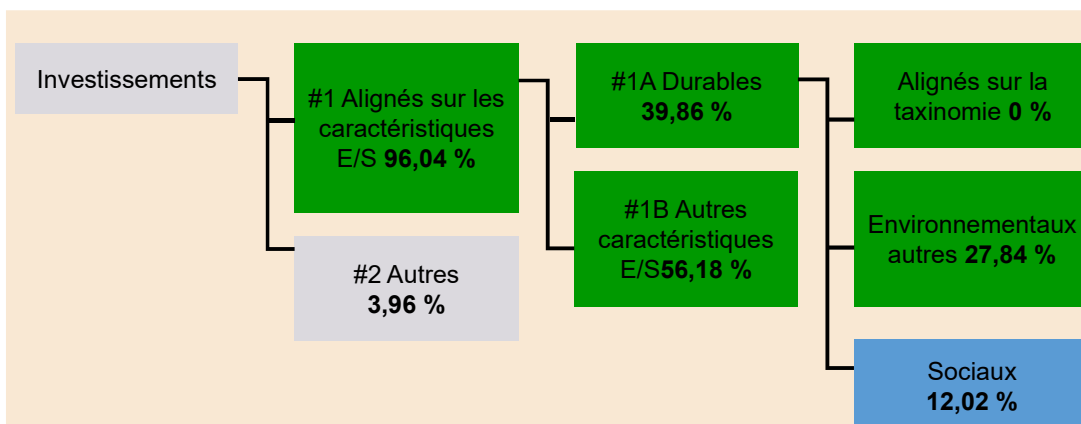 Investissements
#1 Alignés sur les
caractéristiques
E/S 96,04 %
#2 Autres
3,96 %
#1A Durables
39,86 %
#1B Autres
caractéristiques
E/S56,18 %
Alignés sur la
taxinomie 0 %
Environnementaux
autres 27,84 %
Sociaux
12,02 %